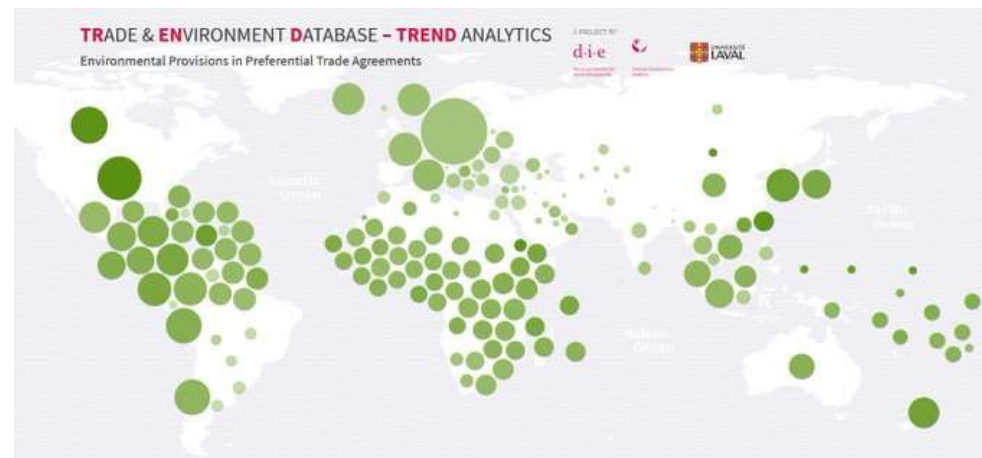 TRADE & ENVIRONMENT DATABASE – TREND ANALYTICS
Environmental Provisions in Preferential Trade Agreements
A PROJECT BY
d·i·e
UNIVERSITÉ
LAVAL
Atlantic
Ocean
Pacific
Indian
Ocean